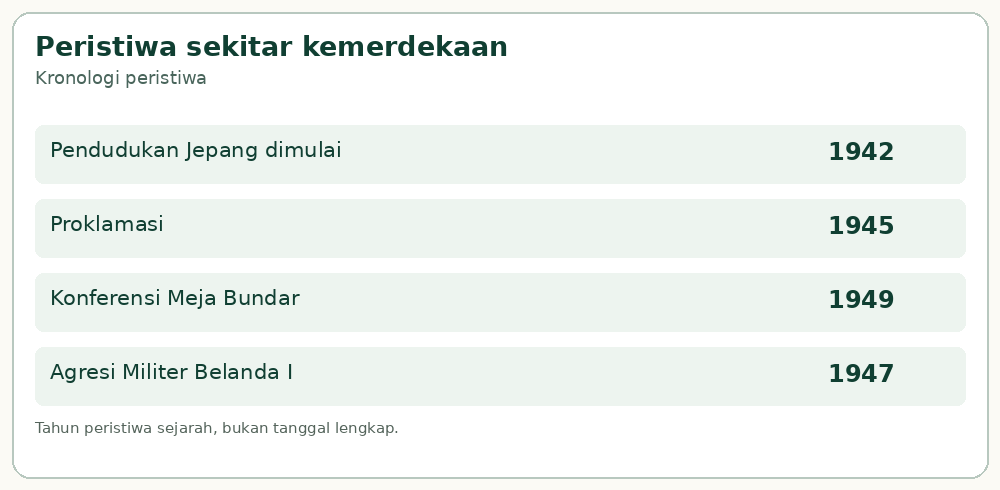 Peristiwa sekitar kemerdekaan
Kronologi peristiwa
Pendudukan Jepang dimulai 1942
Proklamasi 1945
Konferensi Meja Bundar 1949
Agresi Militer Belanda I 1947
Tahun peristiwa sejarah, bukan tanggal lengkap.